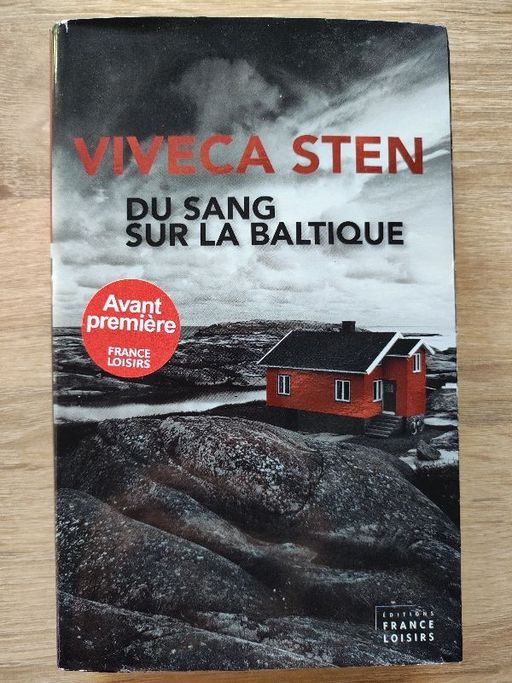 VIVECA STEN
DU SANG
SUR LA BALTIQUE
Avant
première
FRANCE
LOISIRS
ÉDITIONS
FRANCE
LOISIRS